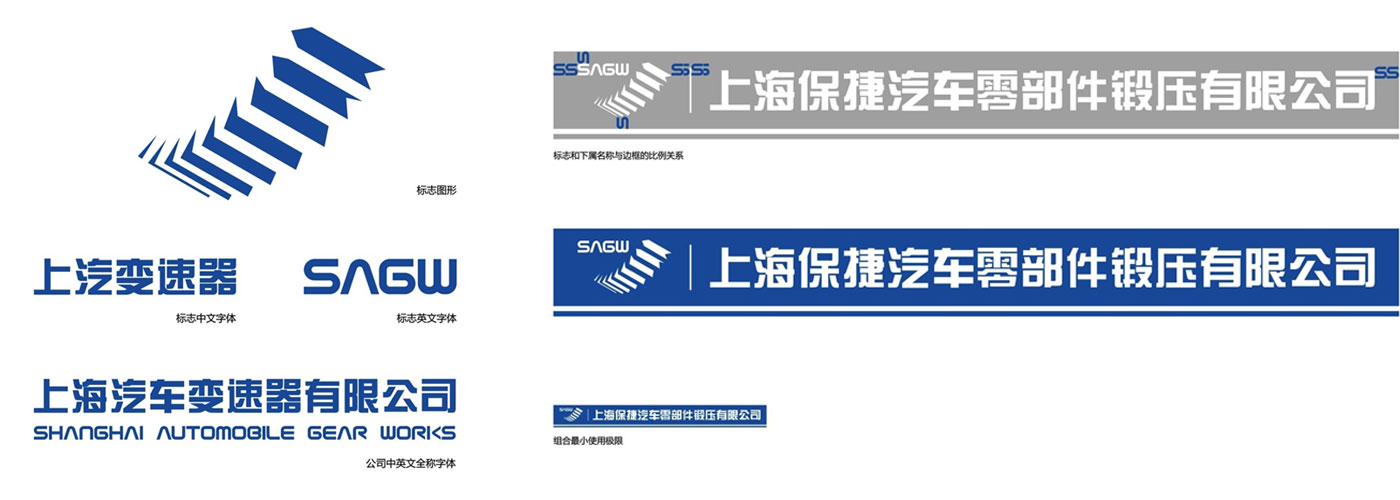 标志图形
上汽变速器
标志中文字体
SAGW
标志英文字体
上海汽车变速器有限公司
SHANGHAI AUTOMOBILE GEAR WORKS
公司中英文全称字体
S
SS SAGW S5 S5 上海保捷汽车零部件锻压有限公司 SS
S
标志和下属名称与边框的比例关系
SAGW 上海保捷汽车零部件锻压有限公司
SAGW 上海保捷汽车零部件锻压有限公司
组合最小使用极限